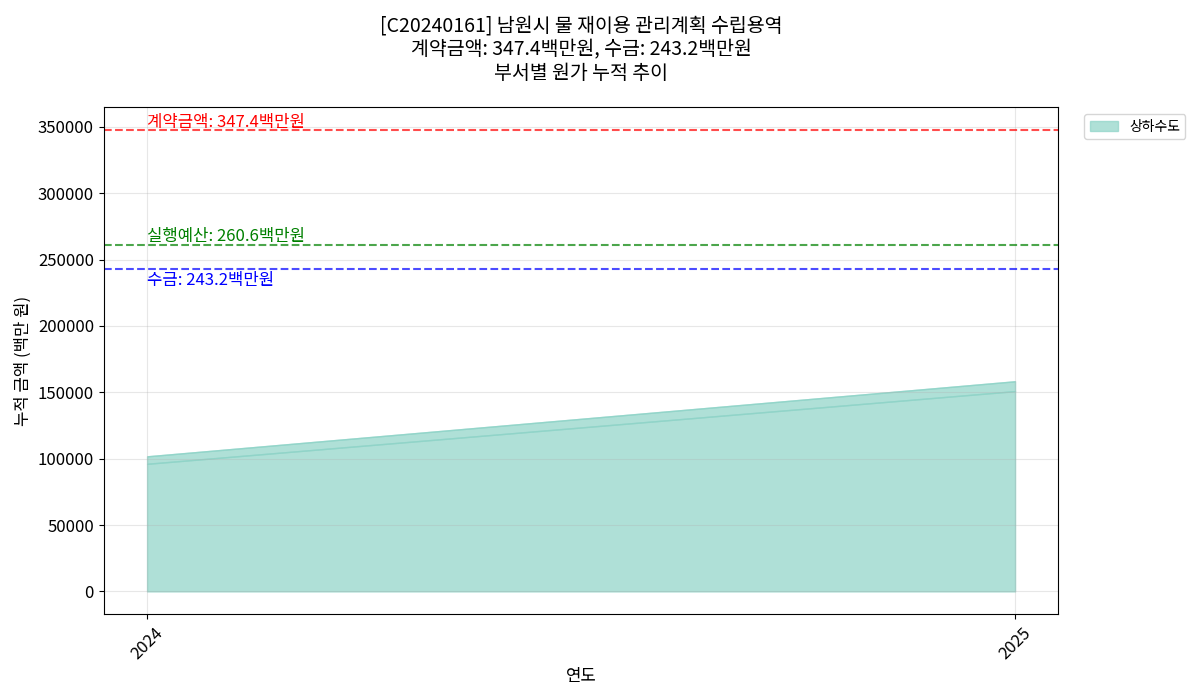 [C20240161] 남원시 물 재이용 관리계획 수립용역
계약금액: 347.4백만원, 수금: 243.2백만원
부서별 원가 누적 추이
계약금액: 347.4백만원
실행예산: 260.6백만원
수금: 243.2백만원
상하수도
누적 금액 (백만 원)
350000
300000
250000
200000
150000
100000
50000
0
2024
2025
연도